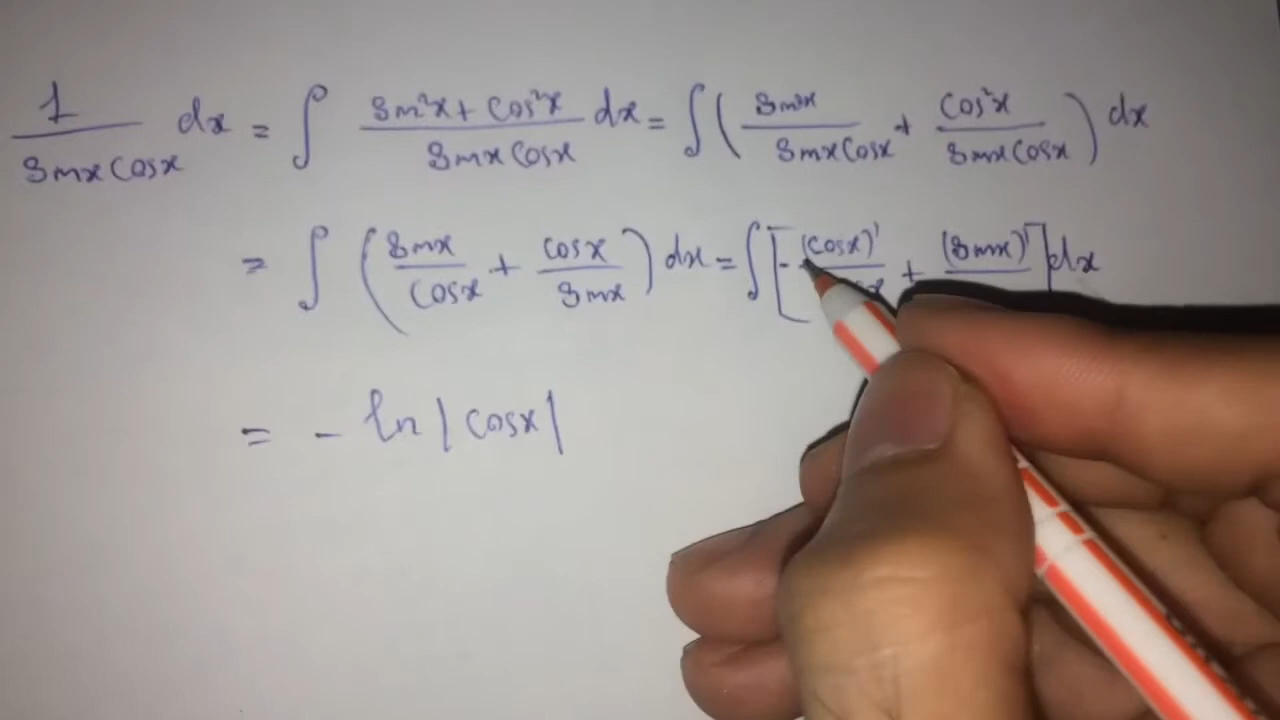 1/(sinx cosx) dx = ∫ (sin²x + cos²x)/(sinx cosx) dx = ∫ ( sin²x/(sinx cosx) + cos²x/(sinx cosx) ) dx
= ∫ ( sinx/cosx + cosx/sinx ) dx = ∫ [ - (cosx)' + (sinx)' ] dx
= - ln |cosx|